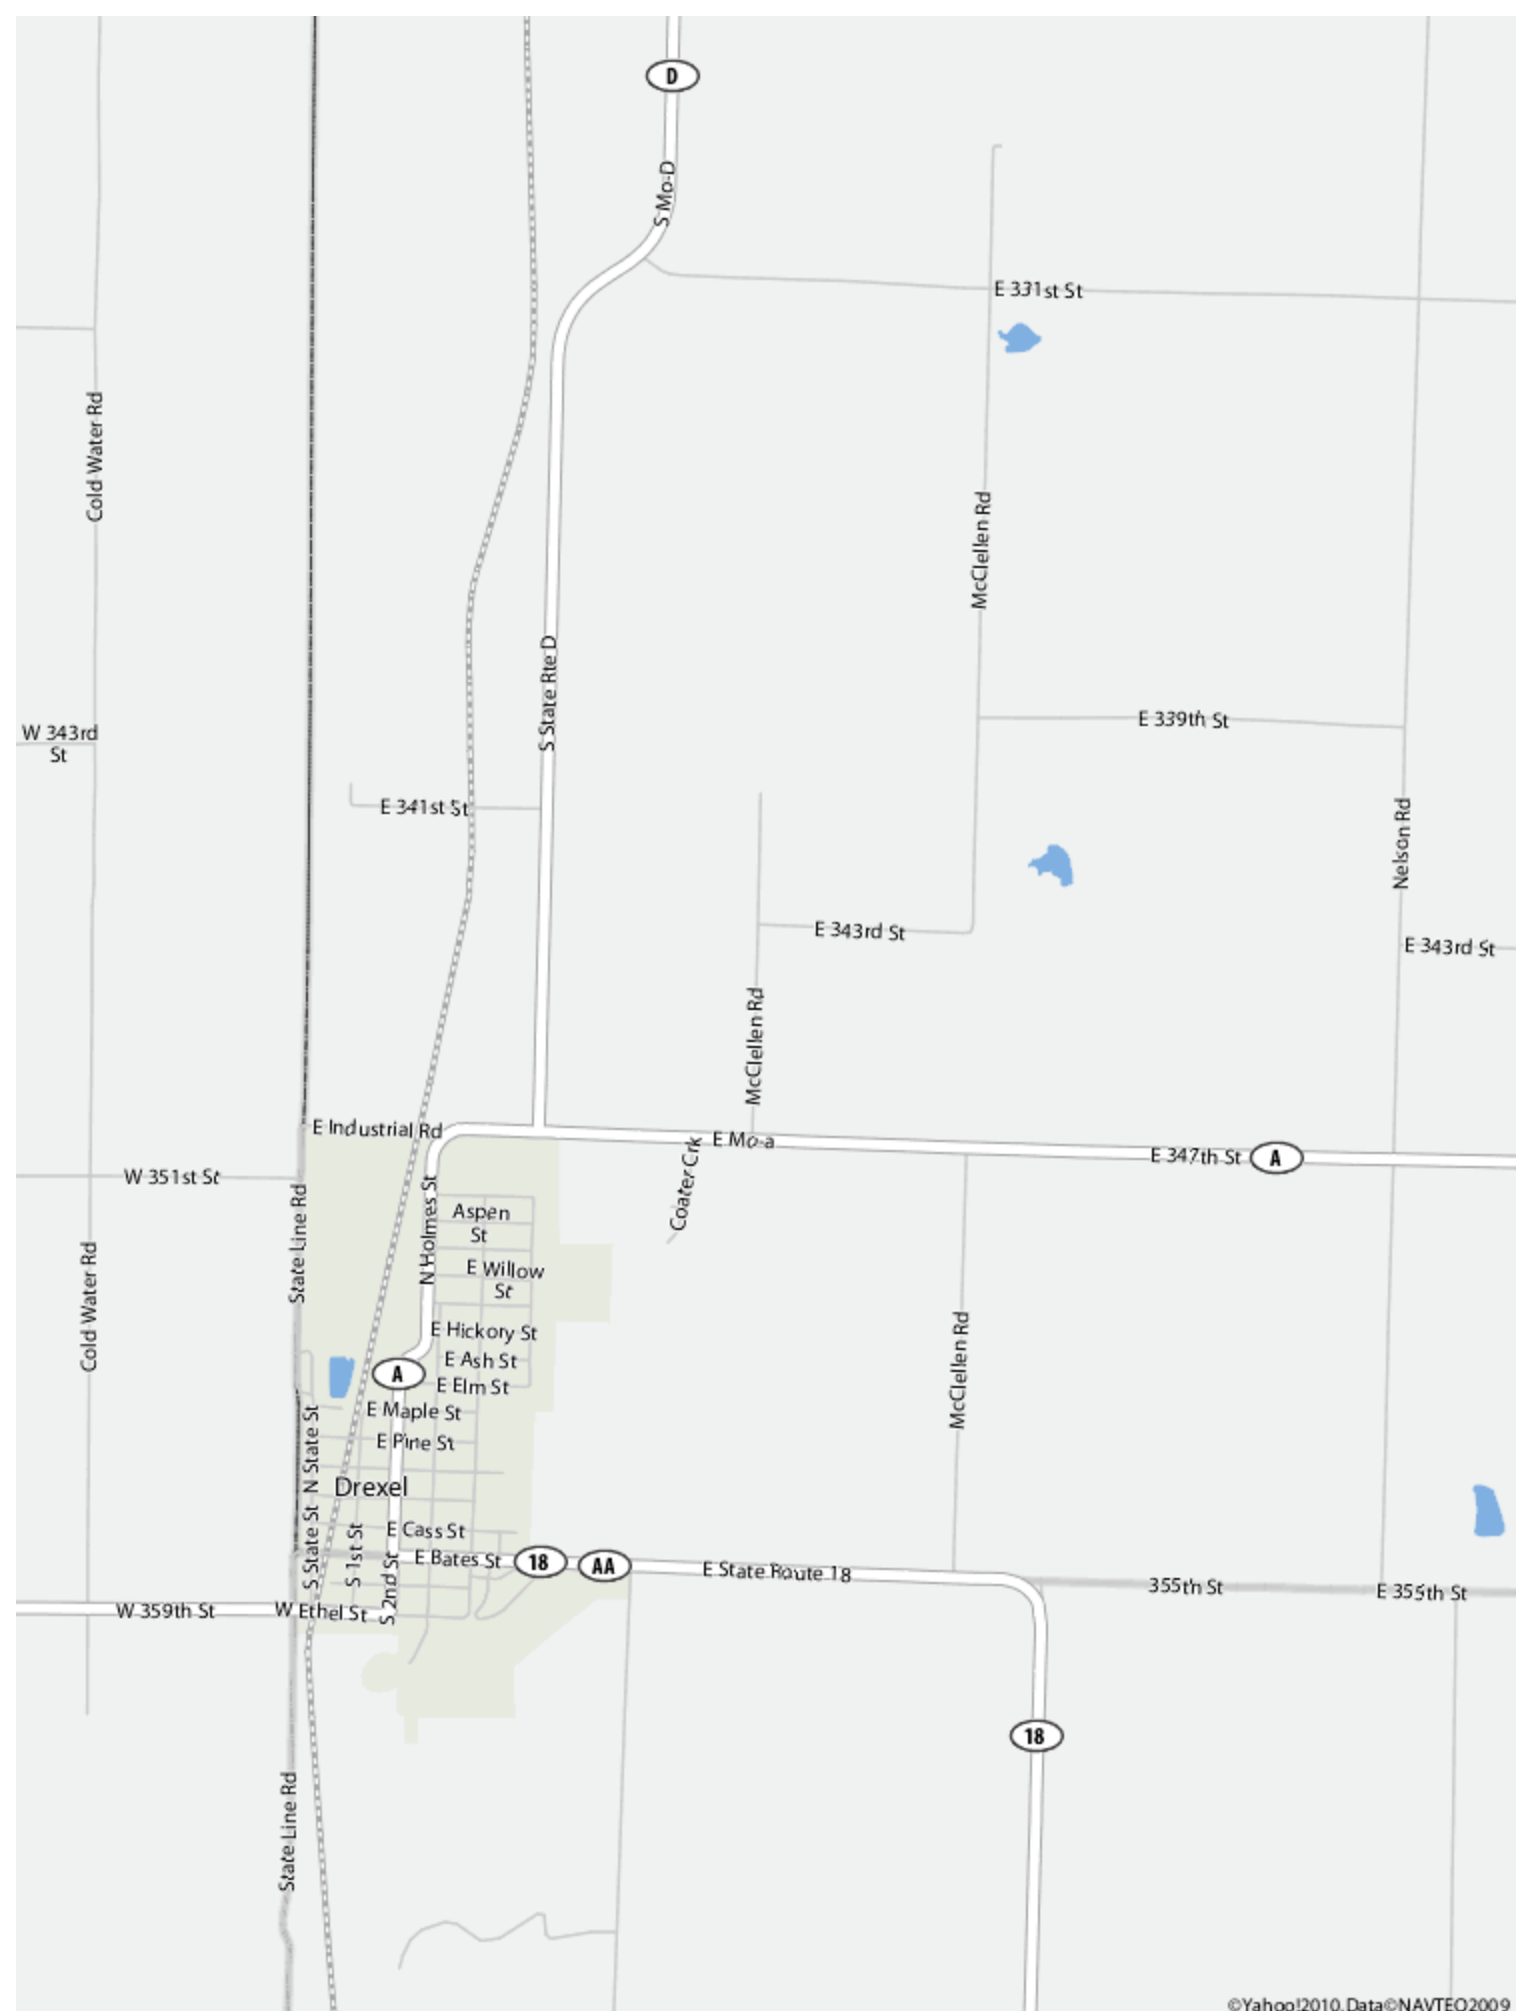 D
S Mo-D
E 331st St
Cold Water Rd
McClellen Rd
S State Rte D
E 339th St
W 343rd
St
E 341st St
Nelson Rd
E 343rd St
E 343rd St
McClellen Rd
E Industrial Rd
E Mo-a
E 347th St
A
W 351st St
Coater Crk
State Line Rd
N Holmes St
Aspen
St
Cold Water Rd
E Willow
St
E Hickory St
McClellen Rd
E Ash St
A
E Elm St
E Maple St
N State St
E Pine St
Drexel
S State St
S 1st St
E Cass St
E Bates St
18
AA
E State Route 18
355th St
E 355th St
S 2nd St
W 359th St
W Ethel St
18
State Line Rd
©Yahoo!2010,Data©NAVTEQ2009